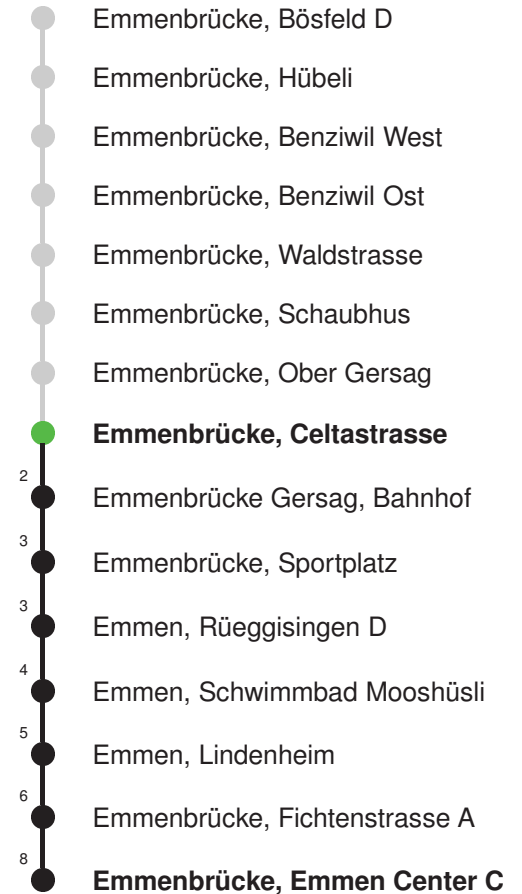 Emmenbrücke, Bösfeld D
Emmenbrücke, Hübeli
Emmenbrücke, Benziwil West
Emmenbrücke, Benziwil Ost
Emmenbrücke, Waldstrasse
Emmenbrücke, Schaubhus
Emmenbrücke, Ober Gersag
Emmenbrücke, Celtastrasse
2 Emmenbrücke Gersag, Bahnhof
3 Emmenbrücke, Sportplatz
3 Emmen, Rüeggisingen D
4 Emmen, Schwimmbad Mooshüsli
5 Emmen, Lindenheim
6 Emmenbrücke, Fichtenstrasse A
8 Emmenbrücke, Emmen Center C